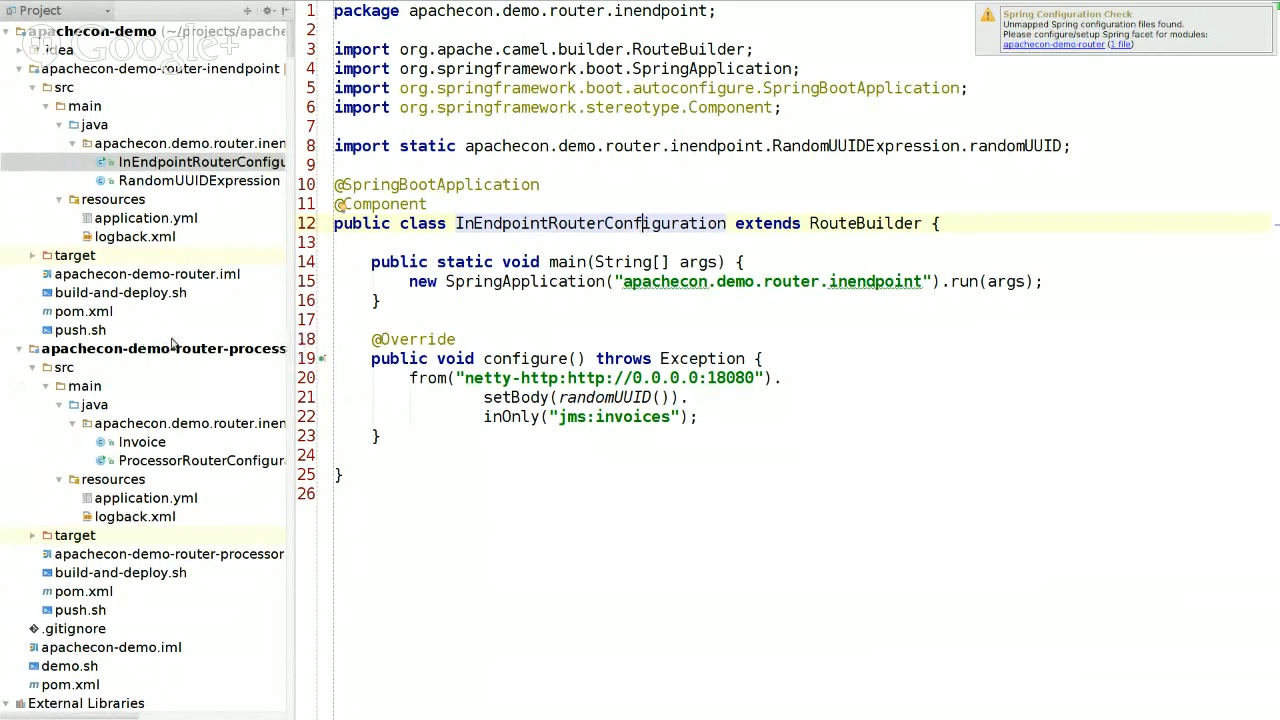 Project
apachecon-demo (~/projects/apache
Google+
.idea
apachecon-demo-router-inendpoint
src
main
java
apachecon.demo.router.inen
InEndpointRouterConfigu
RandomUUIDExpression
resources
application.yml
logback.xml
target
apachecon-demo-router.iml
build-and-deploy.sh
pom.xml
push.sh
apachecon-demo-router-process
src
main
java
apachecon.demo.router.inen
Invoice
ProcessorRouterConfigura
resources
application.yml
logback.xml
target
apachecon-demo-router-processor
build-and-deploy.sh
pom.xml
push.sh
.gitignore
apachecon-demo.iml
demo.sh
pom.xml
External Libraries
1 package apachecon.demo.router.inendpoint;
2
3 import org.apache.camel.builder.RouteBuilder;
4 import org.springframework.boot.SpringApplication;
5 import org.springframework.boot.autoconfigure.SpringBootApplication;
6 import org.springframework.stereotype.Component;
7
8 import static apachecon.demo.router.inendpoint.RandomUUIDExpression.randomUUID;
9
10 @SpringBootApplication
11 @Component
12 public class InEndpointRouterConfiguration extends RouteBuilder {
13
14 public static void main(String[] args) {
15 new SpringApplication("apachecon.demo.router.inendpoint").run(args);
16 }
17
18 @Override
19 public void configure() throws Exception {
20 from("netty-http:http://0.0.0.0:18080").
21 setBody(randomUUID()).
22 inOnly("jms:invoices");
23 }
24
25 }
26
Spring Configuration Check
Unmapped Spring configuration files found.
Please configure/setup Spring facet for modules:
apachecon-demo-router (1 file)